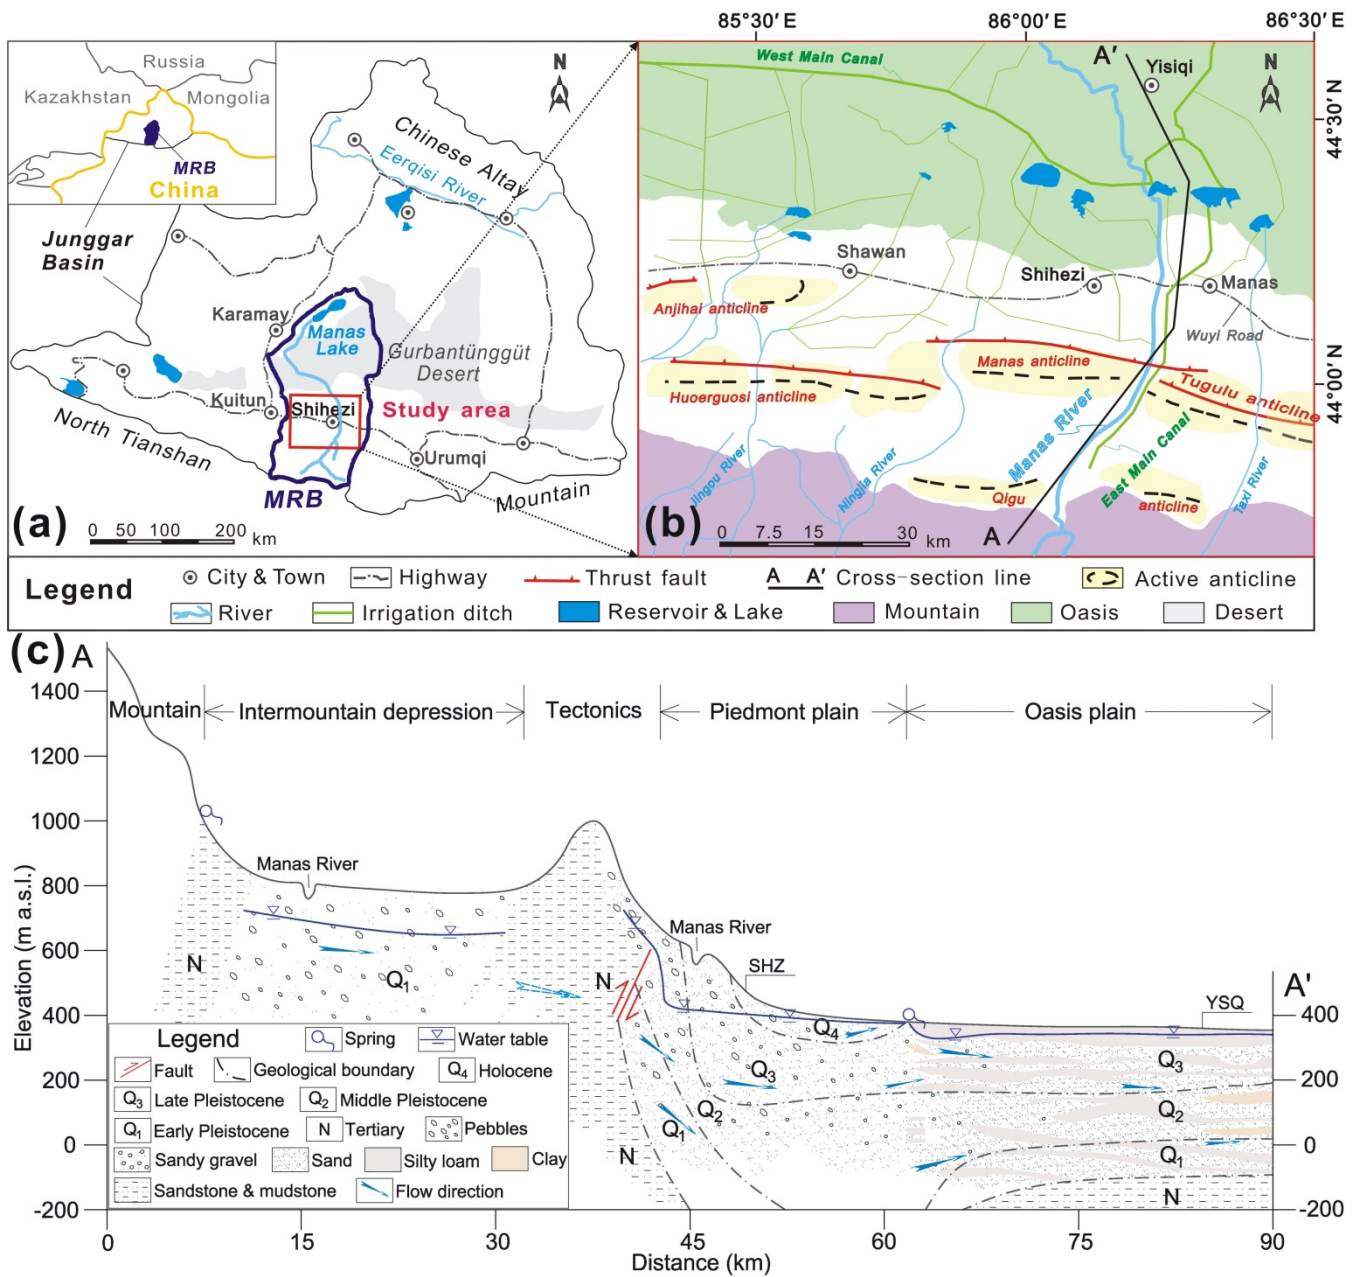 85°30′ E
86°00′ E
86°30′ E
Russia
Kazakhstan
Mongolia
MRB
China
N
Chinese Altay
Eerqisi River
Junggar
Basin
Karamay
Manas
Lake
Gurbantünggüt
Desert
Kuitun
Shihezi
Study area
North Tianshan
Urumqi
MRB
Mountain
(a)
0 50 100 200 km
A′
Yisiqi
West Main Canal
N
44°30′ N
Shawan
Shihezi
Manas
Anjihai anticline
Wuyi Road
Manas anticline
44°00′ N
Huoerguosi anticline
Tugulu anticline
Manas River
East Main Canal
Jingou River
Ningjia River
Taxi River
Qigu
anticline
(b)
0 7.5 15 30 km
A
Legend
City & Town
Highway
Thrust fault
A A′ Cross-section line
Active anticline
River
Irrigation ditch
Reservoir & Lake
Mountain
Oasis
Desert
(c) A
1400
1200
1000
800
600
400
200
0
-200
Elevation (m a.s.l.)
Mountain
Intermountain depression
Tectonics
Piedmont plain
Oasis plain
Manas River
Manas River
SHZ
YSQ
A'
400
200
0
-200
N
Q1
N
Q4
Q3
Q3
Q2
Q2
Q1
Q1
N
N
Legend
Spring
Water table
Fault
Geological boundary
Q4 Holocene
Q3 Late Pleistocene
Q2 Middle Pleistocene
Q1 Early Pleistocene
N Tertiary
Pebbles
Sandy gravel
Sand
Silty loam
Clay
Sandstone & mudstone
Flow direction
0 15 30 45 60 75 90
Distance (km)